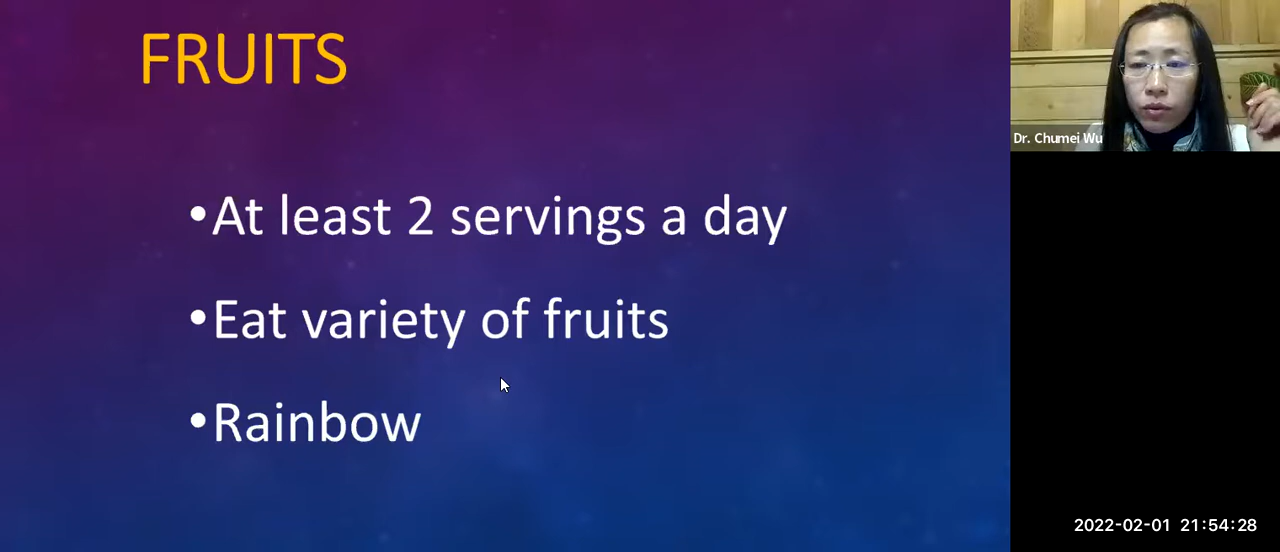 FRUITS
•At least 2 servings a day
•Eat variety of fruits
•Rainbow
Dr. Chumei Wu
2022-02-01 21:54:28